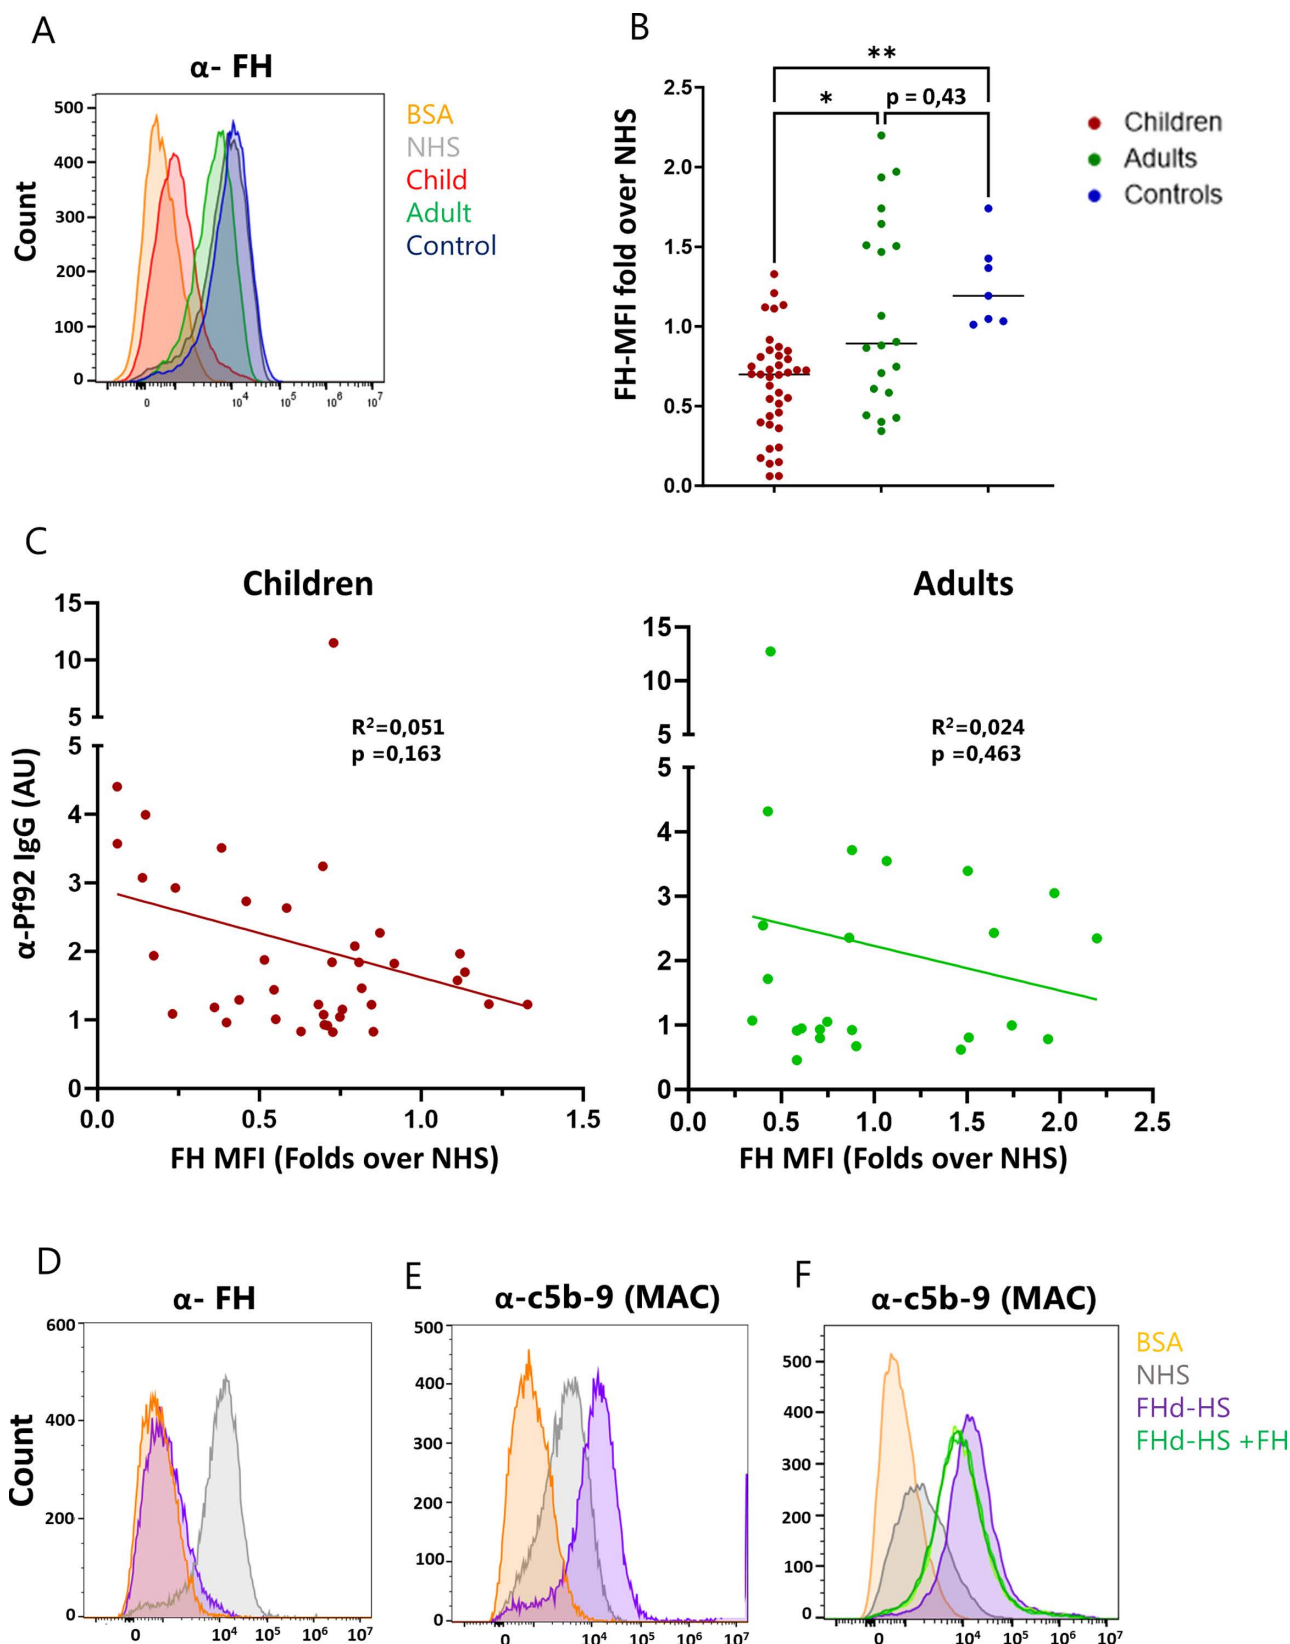 A
α- FH
Count
500
400
300
200
100
0
0
10⁴
10⁵
10⁶
10⁷
BSA
NHS
Child
Adult
Control
B
FH-MFI fold over NHS
2.5
2.0
1.5
1.0
0.5
0.0
**
*
p = 0,43
Children
Adults
Controls
C
Children
α-Pf92 IgG (AU)
15
10
5
5
4
3
2
1
0
R²=0,051
p =0,163
0.0
0.5
1.0
1.5
FH MFI (Folds over NHS)
Adults
15
10
5
5
4
3
2
1
0
R²=0,024
p =0,463
0.0
0.5
1.0
1.5
2.0
2.5
FH MFI (Folds over NHS)
D
α- FH
Count
600
400
200
0
0
10⁴
10⁵
10⁶
10⁷
E
α-c5b-9 (MAC)
500
400
300
200
100
0
0
10⁴
10⁵
10⁶
10⁷
F
α-c5b-9 (MAC)
500
400
300
200
100
0
0
10⁴
10⁵
10⁶
10⁷
BSA
NHS
FHd-HS
FHd-HS +FH